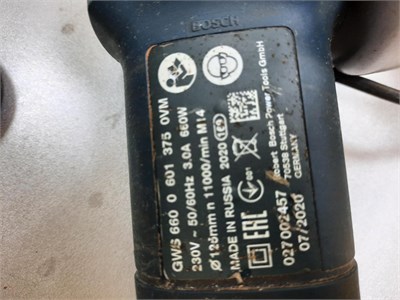 BOSCH
GWS 660 0 601 375 0VM
230V ~ 50/60Hz 3.0A 660W
Ø 125mm n 11000/min M14
MADE IN RUSSIA 2020
EAC
Robert Bosch Power Tools GmbH
70538 Stuttgart
GERMANY
027002457
07/2020